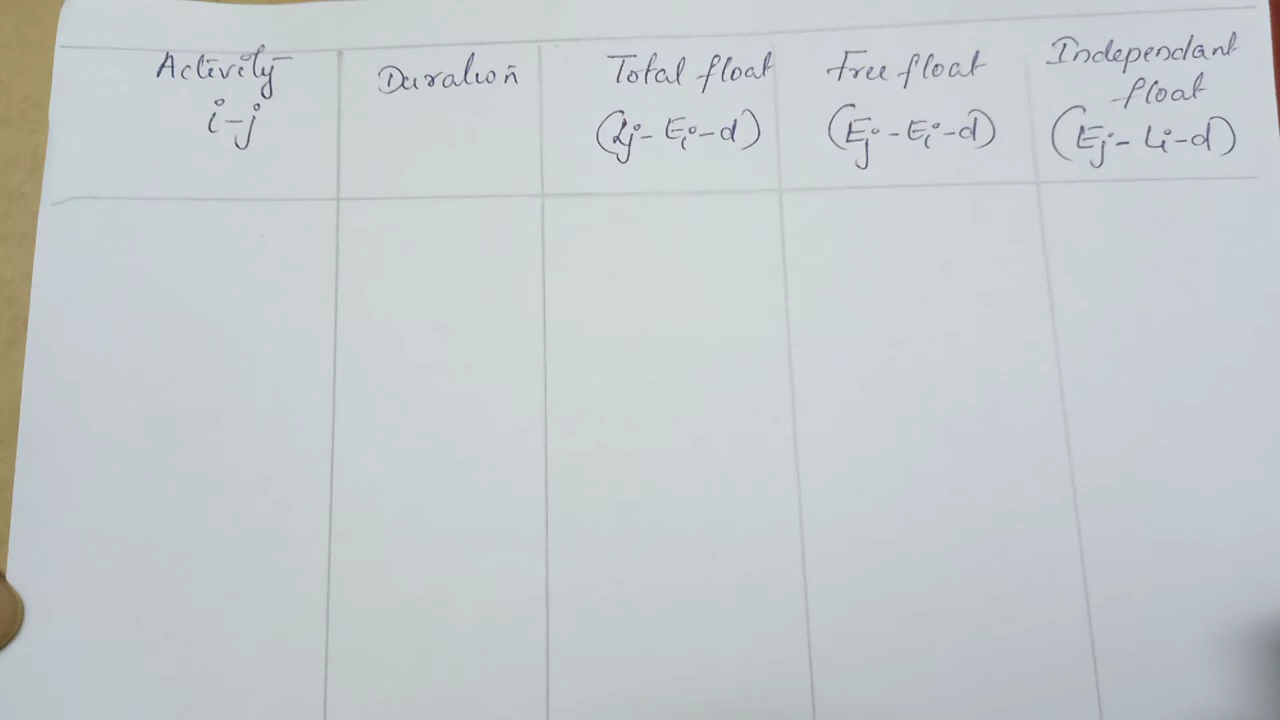 Activity
i-j
Duration
Total float
(Lj - Ei - d)
Free float
(Ej - Ei - d)
Independant
float
(Ej - Li - d)